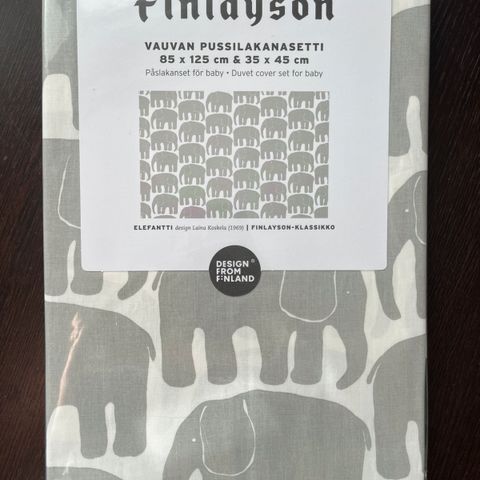 Finlayson
VAUVAN PUSSILAKANASETTI
85 x 125 cm & 35 x 45 cm
Påslakanset för baby • Duvet cover set for baby
ELEFANTTI design Laina Koskela (1969) | FINLAYSON-KLASSIKKO
DESIGN®
FROM
F:NLAND